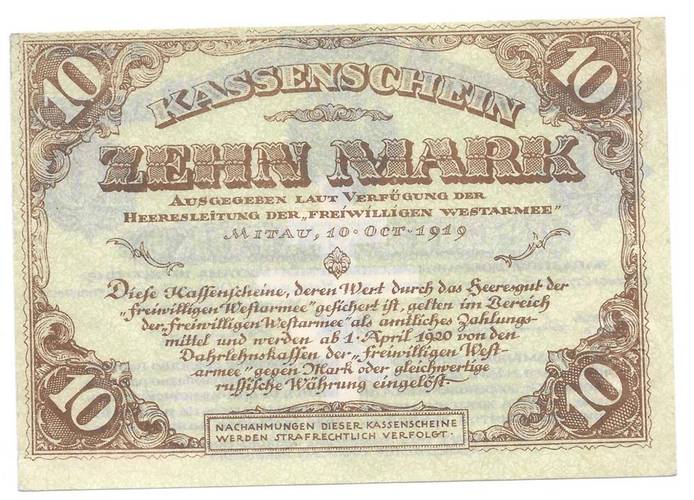 10 10
KASSENSCHEIN
ZEHN MARK
AUSGEGEBEN LAUT VERFÜGUNG DER
HEERESLEITUNG DER „FREIWILLIGEN WESTARMEE"
MITAU, 10·OCT·1919
Diese Kassenscheine, deren Wert durch das Heeresgut der
„freiwilligen Westarmee" gesichert ist, gelten im Bereich
der „freiwilligen Westarmee" als amtliches Zahlungs-
mittel und werden ab 1·April 1920 von den
Darlehnskassen der „freiwilligen West-
armee" gegen Mark oder gleichwertige
russische Währung eingelöst·
10 10
NACHAHMUNGEN DIESER KASSENSCHEINE
WERDEN STRAFRECHTLICH VERFOLGT·